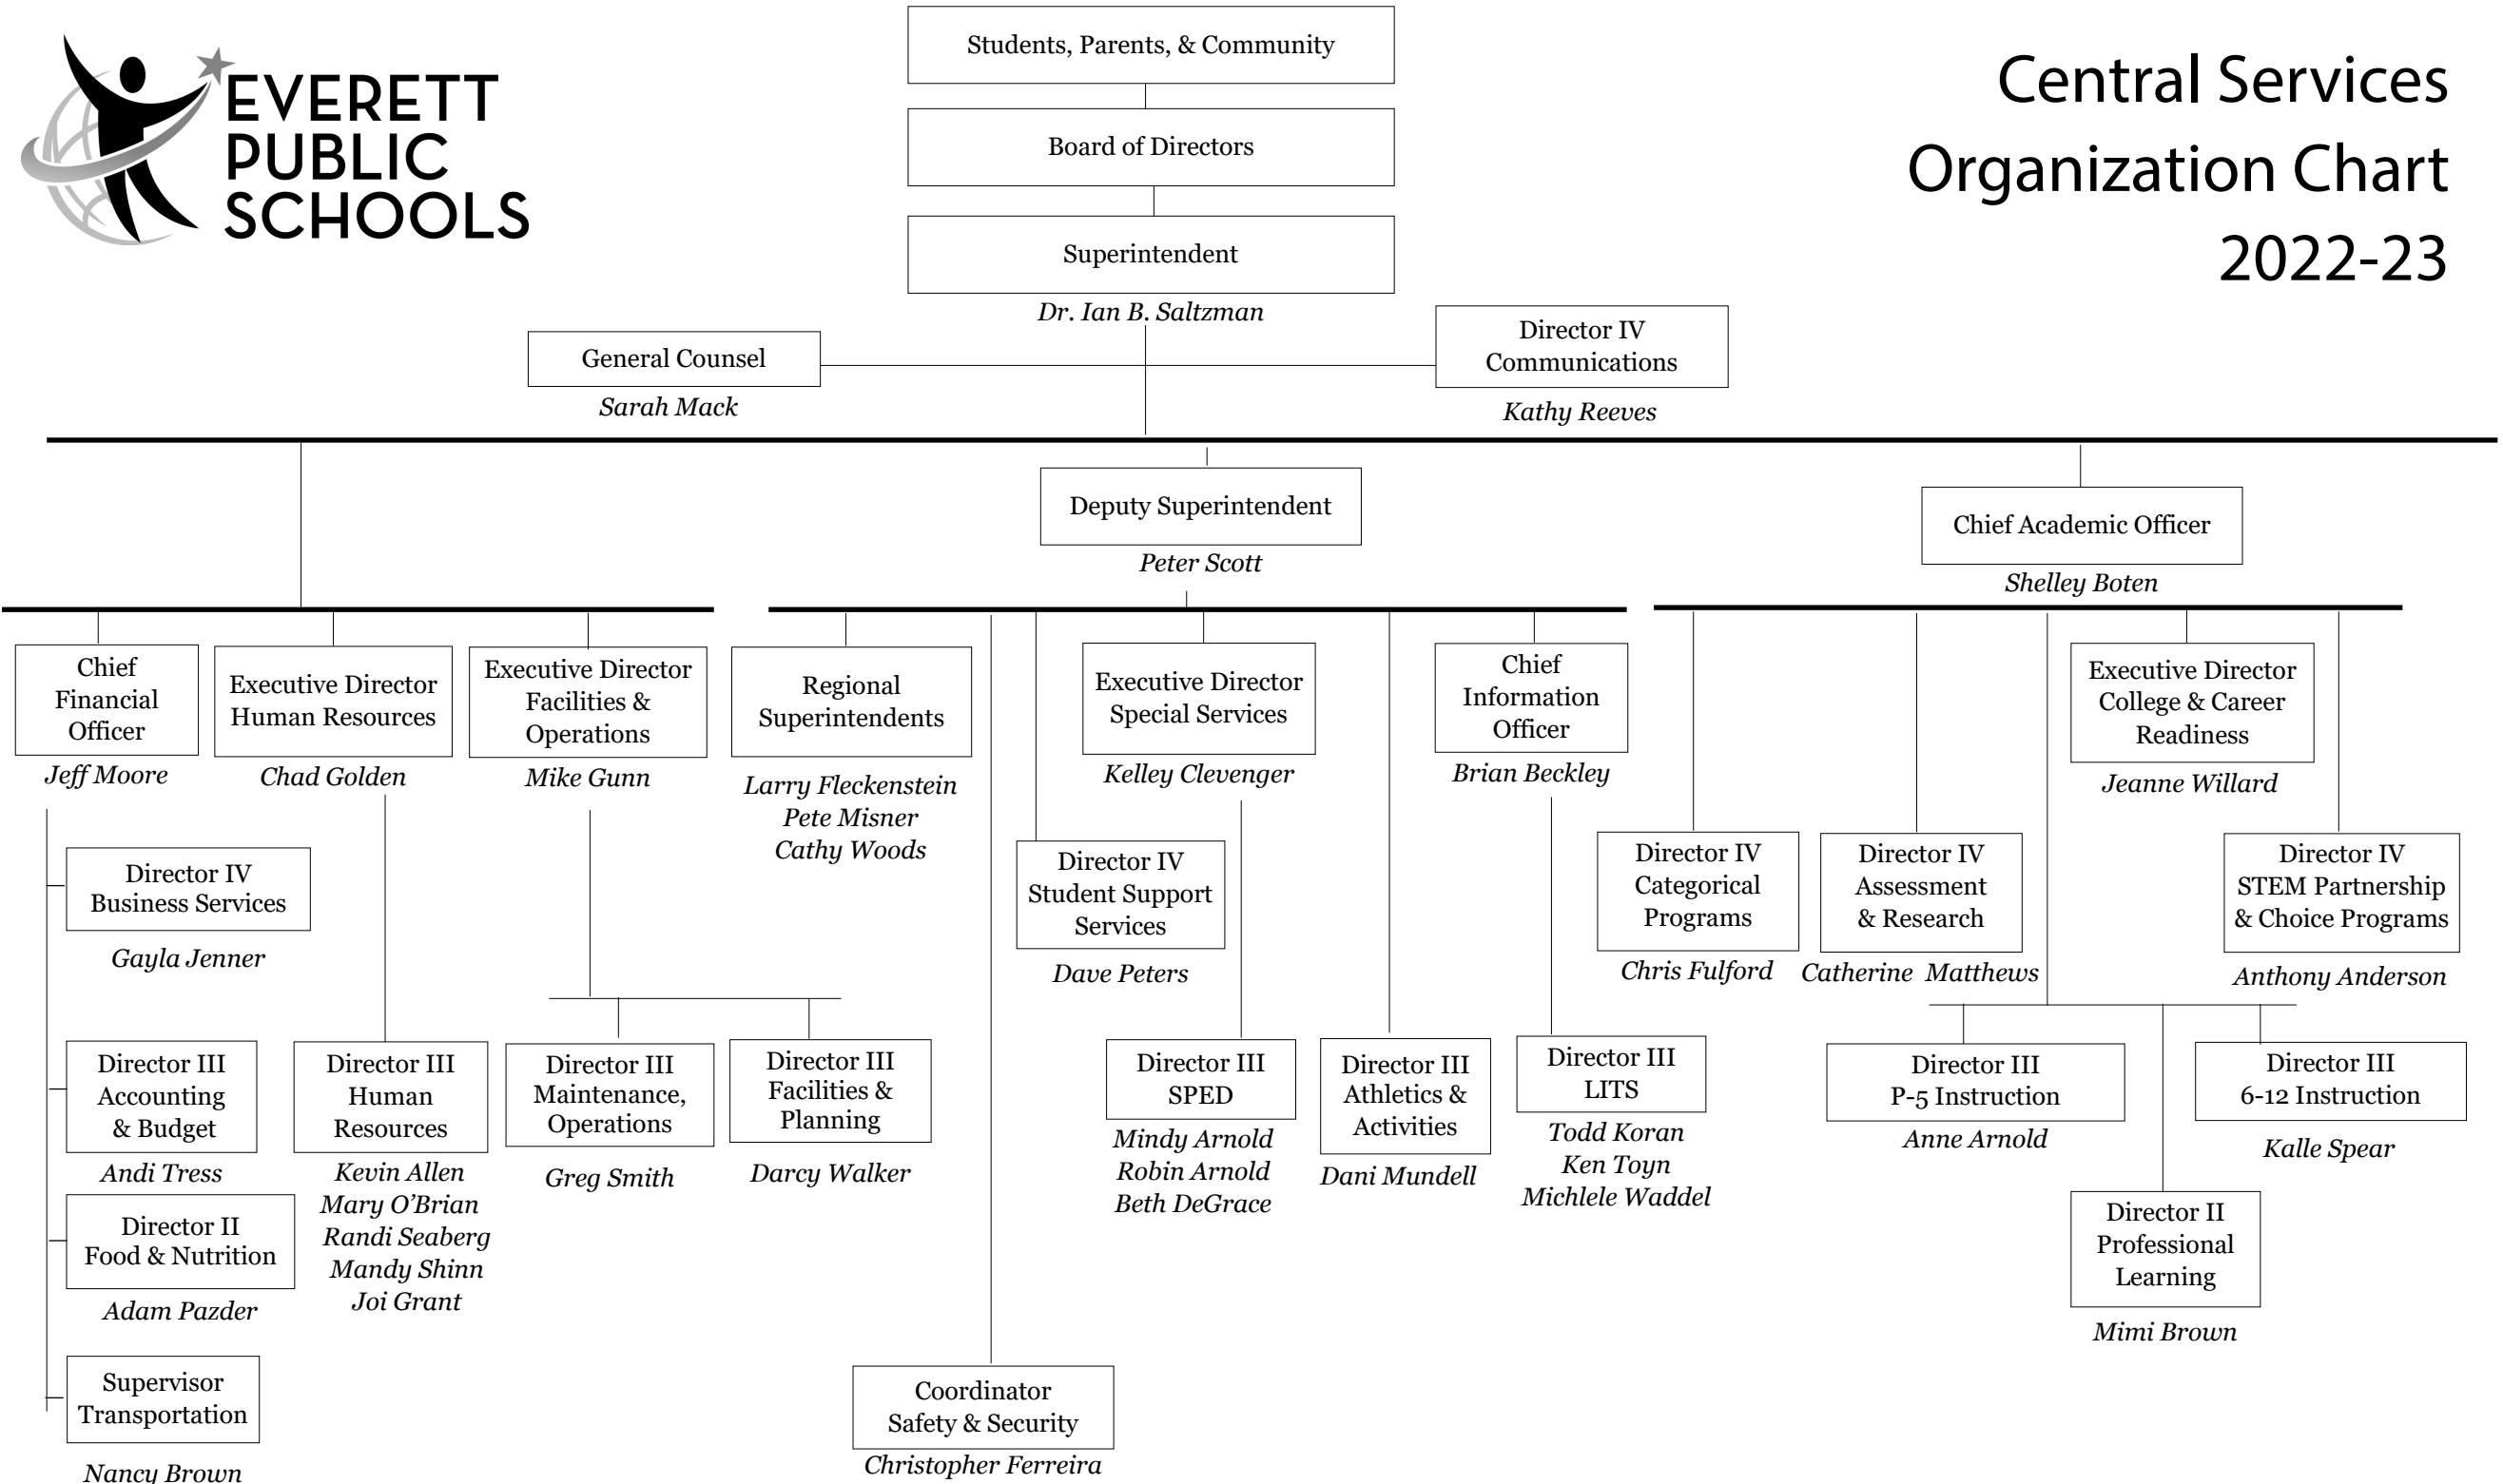 EVERETT
PUBLIC
SCHOOLS
Central Services
Organization Chart
2022-23
Students, Parents, & Community
Board of Directors
Superintendent
Dr. Ian B. Saltzman
General Counsel
Sarah Mack
Director IV
Communications
Kathy Reeves
Deputy Superintendent
Peter Scott
Chief Academic Officer
Shelley Boten
Chief
Financial
Officer
Jeff Moore
Executive Director
Human Resources
Chad Golden
Executive Director
Facilities &
Operations
Mike Gunn
Regional
Superintendents
Larry Fleckenstein
Pete Misner
Cathy Woods
Executive Director
Special Services
Kelley Clevenger
Chief
Information
Officer
Brian Beckley
Executive Director
College & Career
Readiness
Jeanne Willard
Director IV
Business Services
Gayla Jenner
Director IV
Student Support
Services
Dave Peters
Director IV
Categorical
Programs
Chris Fulford
Director IV
Assessment
& Research
Catherine Matthews
Director IV
STEM Partnership
& Choice Programs
Anthony Anderson
Director III
Accounting
& Budget
Andi Tress
Director III
Human
Resources
Kevin Allen
Mary O’Brian
Randi Seaberg
Mandy Shinn
Joi Grant
Director III
Maintenance,
Operations
Greg Smith
Director III
Facilities &
Planning
Darcy Walker
Director III
SPED
Mindy Arnold
Robin Arnold
Beth DeGrace
Director III
Athletics &
Activities
Dani Mundell
Director III
LITS
Todd Koran
Ken Toyn
Michlele Waddel
Director III
P-5 Instruction
Anne Arnold
Director III
6-12 Instruction
Kalle Spear
Director II
Food & Nutrition
Adam Pazder
Director II
Professional
Learning
Mimi Brown
Supervisor
Transportation
Nancy Brown
Coordinator
Safety & Security
Christopher Ferreira